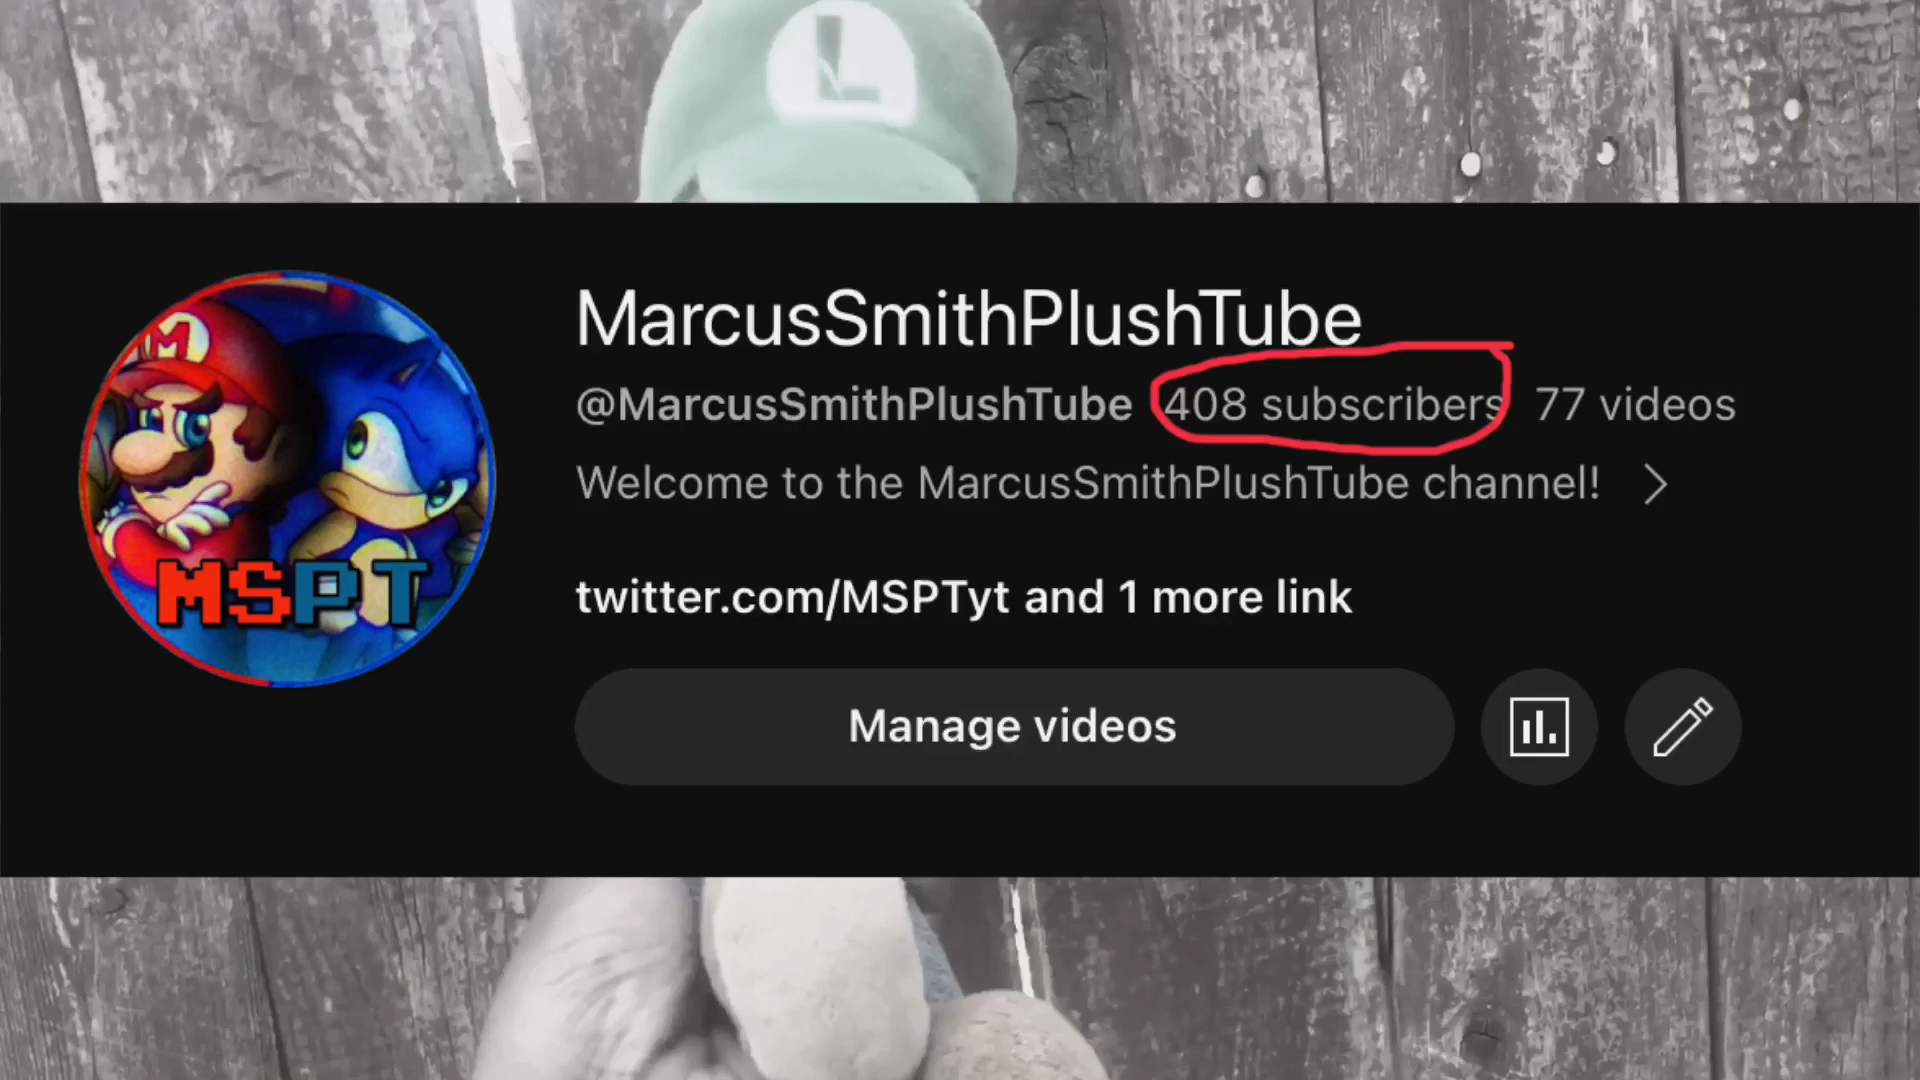 L
MarcusSmithPlushTube
@MarcusSmithPlushTube 408 subscribers 77 videos
Welcome to the MarcusSmithPlushTube channel!
M
MSPT
twitter.com/MSPTyt and 1 more link
Manage videos